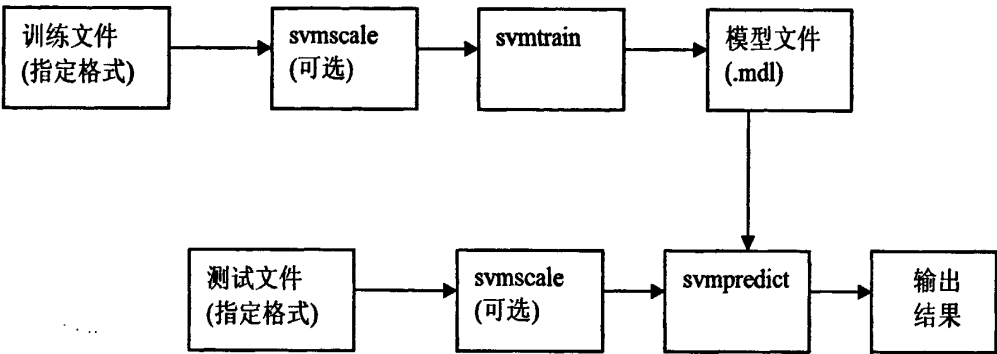 训练文件
(指定格式)
svmscale
(可选)
svmtrain
模型文件
(.mdl)
测试文件
(指定格式)
svmscale
(可选)
svmpredict
输出
结果